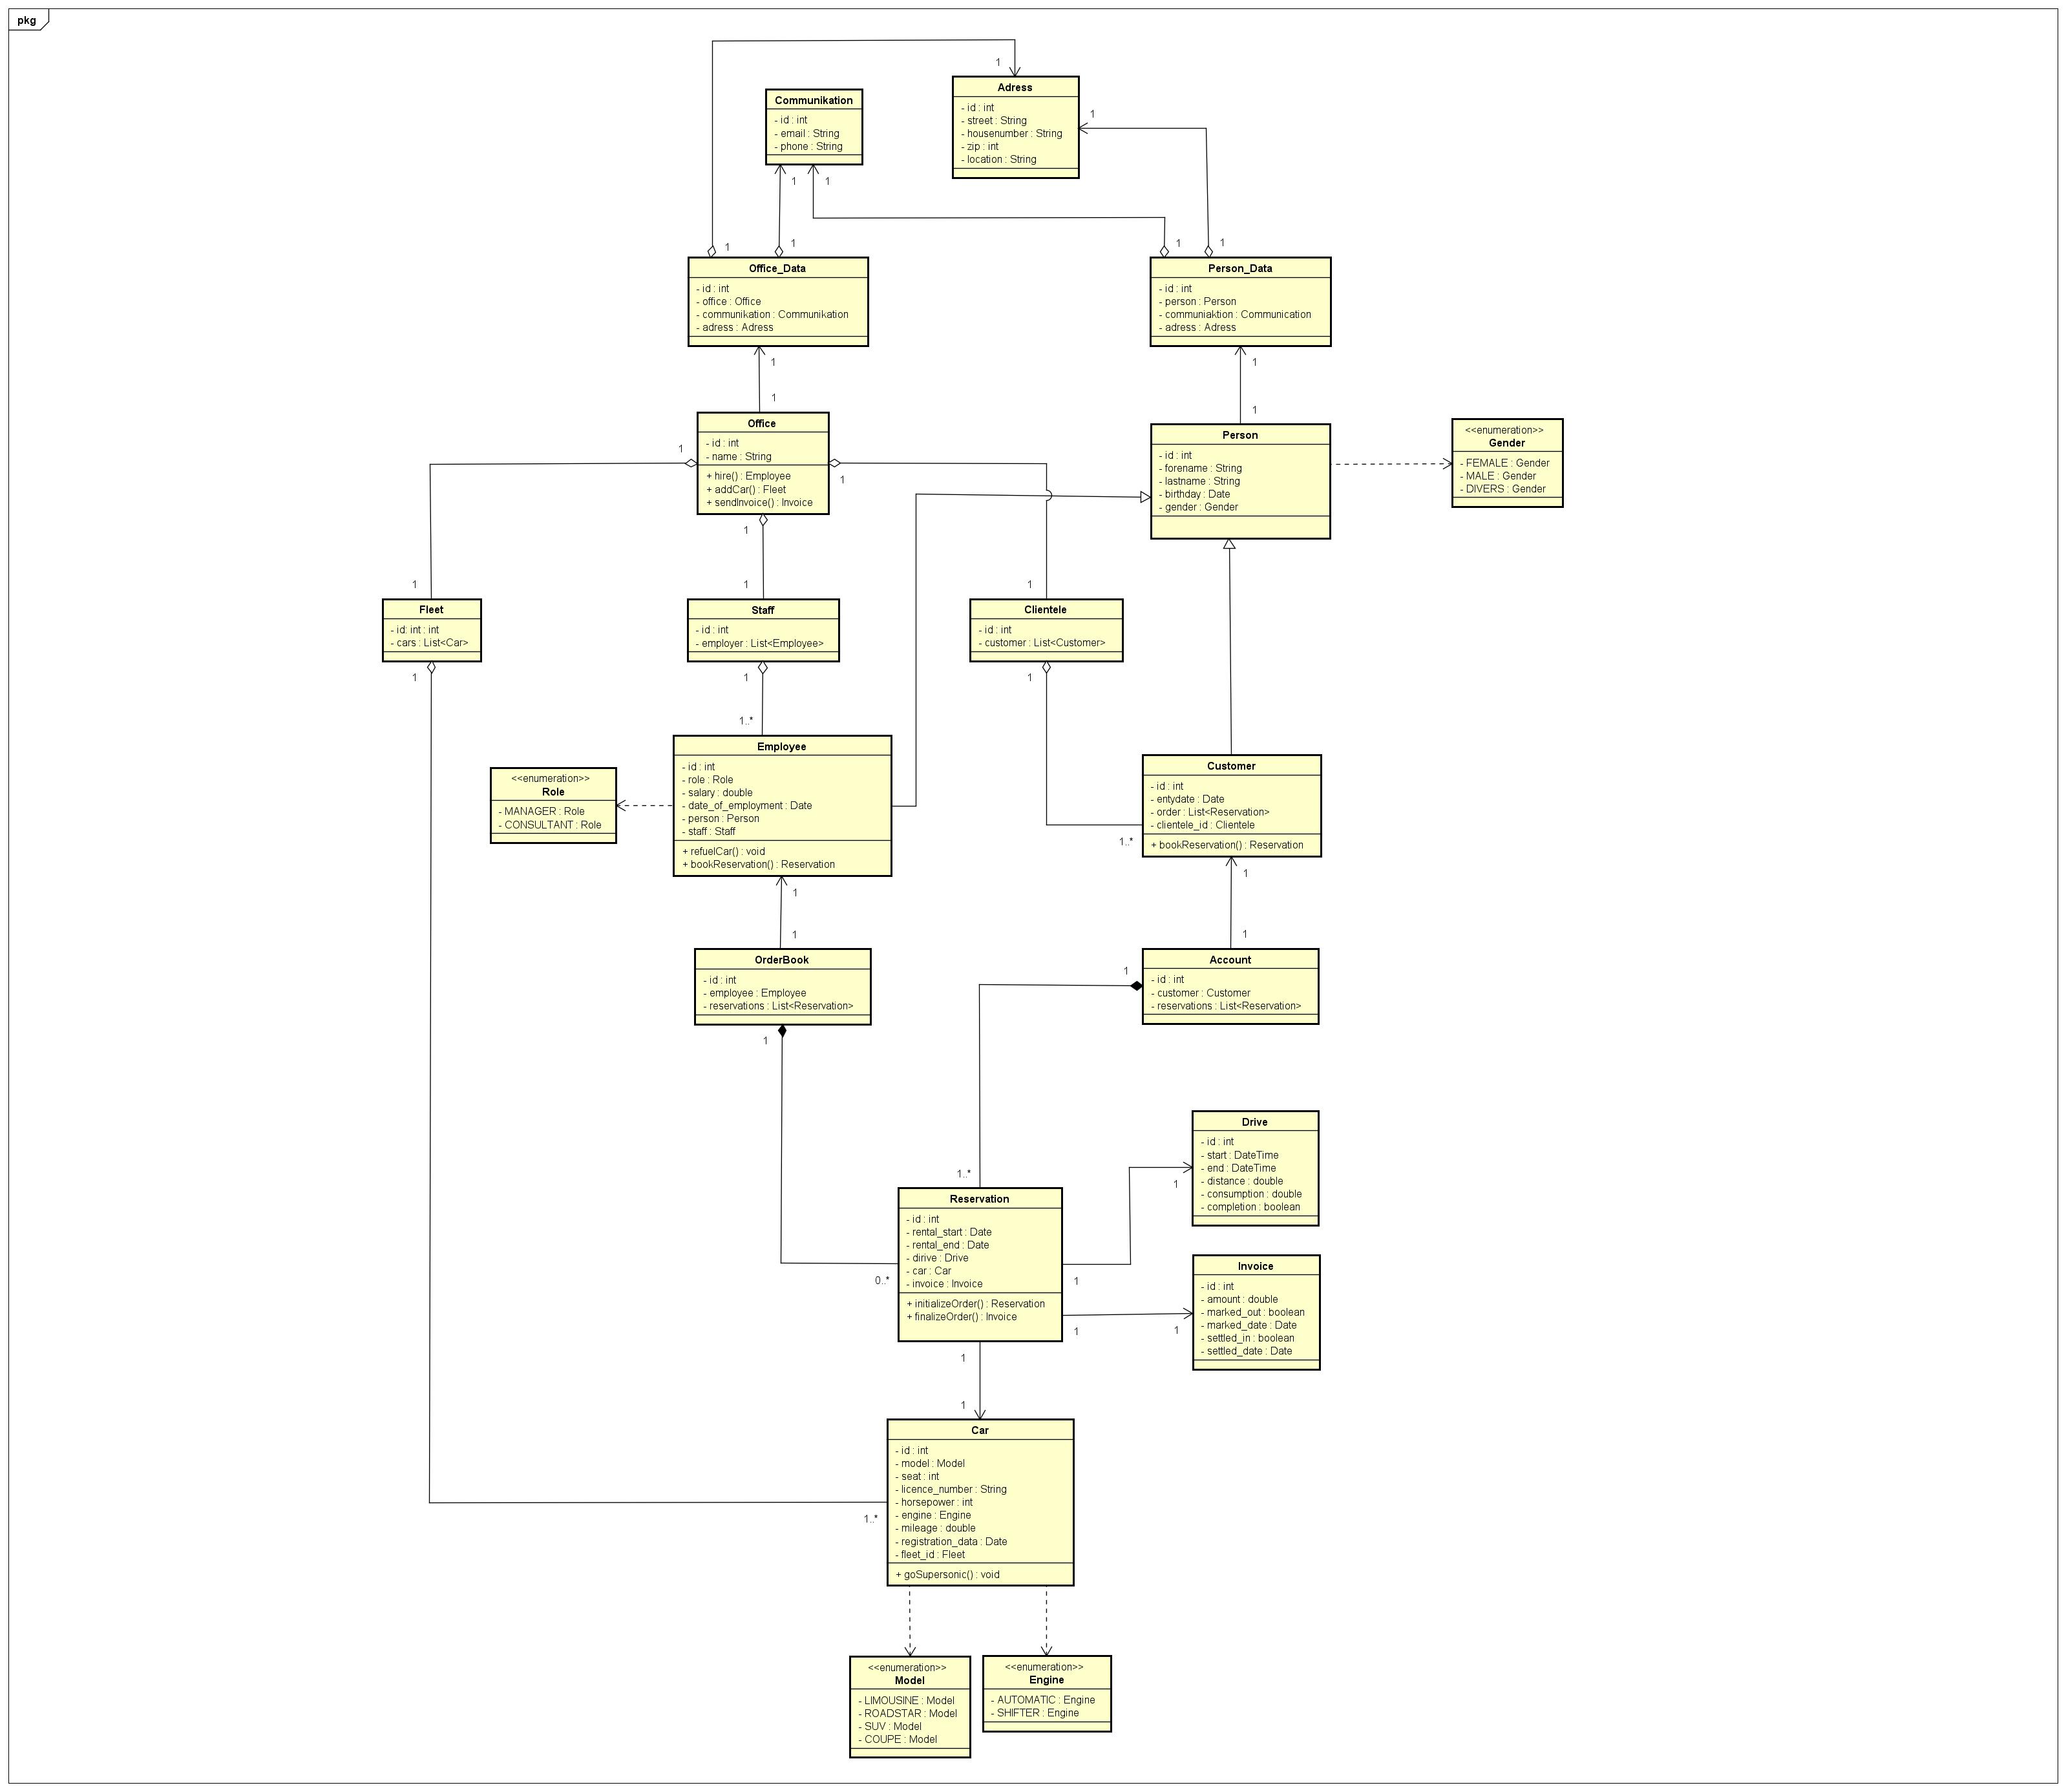 pkg
1
Adress
- id : int
- street : String
- housenumber : String
- zip : int
- location : String
1
Communikation
- id : int
- email : String
- phone : String
1
1
1
1
1
1
Office_Data
- id : int
- office : Office
- communikation : Communikation
- adress : Adress
Person_Data
- id : int
- person : Person
- communiaktion : Communication
- adress : Adress
1
1
1
1
Office
- id : int
- name : String
+ hire() : Employee
+ addCar() : Fleet
+ sendInvoice() : Invoice
1
1
1
Person
- id : int
- forename : String
- lastname : String
- birthday : Date
- gender : Gender
<<enumeration>>
Gender
- FEMALE : Gender
- MALE : Gender
- DIVERS : Gender
1
1
1
Fleet
- id: int : int
- cars : List<Car>
1
Staff
- id : int
- employer : List<Employee>
1
1..*
Clientele
- id : int
- customer : List<Customer>
1
<<enumeration>>
Role
- MANAGER : Role
- CONSULTANT : Role
Employee
- id : int
- role : Role
- salary : double
- date_of_employment : Date
- person : Person
- staff : Staff
+ refuelCar() : void
+ bookReservation() : Reservation
1
1
Customer
- id : int
- entydate : Date
- order : List<Reservation>
- clientele_id : Clientele
+ bookReservation() : Reservation
1..*
1
1
OrderBook
- id : int
- employee : Employee
- reservations : List<Reservation>
1
Account
- id : int
- customer : Customer
- reservations : List<Reservation>
1
1..*
Drive
- id : int
- start : DateTime
- end : DateTime
- distance : double
- consumption : double
- completion : boolean
1
Reservation
- id : int
- rental_start : Date
- rental_end : Date
- dirive : Drive
- car : Car
- invoice : Invoice
+ initializeOrder() : Reservation
+ finalizeOrder() : Invoice
0..*
1
1
1
Invoice
- id : int
- amount : double
- marked_out : boolean
- marked_date : Date
- settled_in : boolean
- settled_date : Date
1
1
Car
- id : int
- model : Model
- seat : int
- licence_number : String
- horsepower : int
- engine : Engine
- mileage : double
- registration_data : Date
- fleet_id : Fleet
+ goSupersonic() : void
1..*
<<enumeration>>
Model
- LIMOUSINE : Model
- ROADSTAR : Model
- SUV : Model
- COUPE : Model
<<enumeration>>
Engine
- AUTOMATIC : Engine
- SHIFTER : Engine